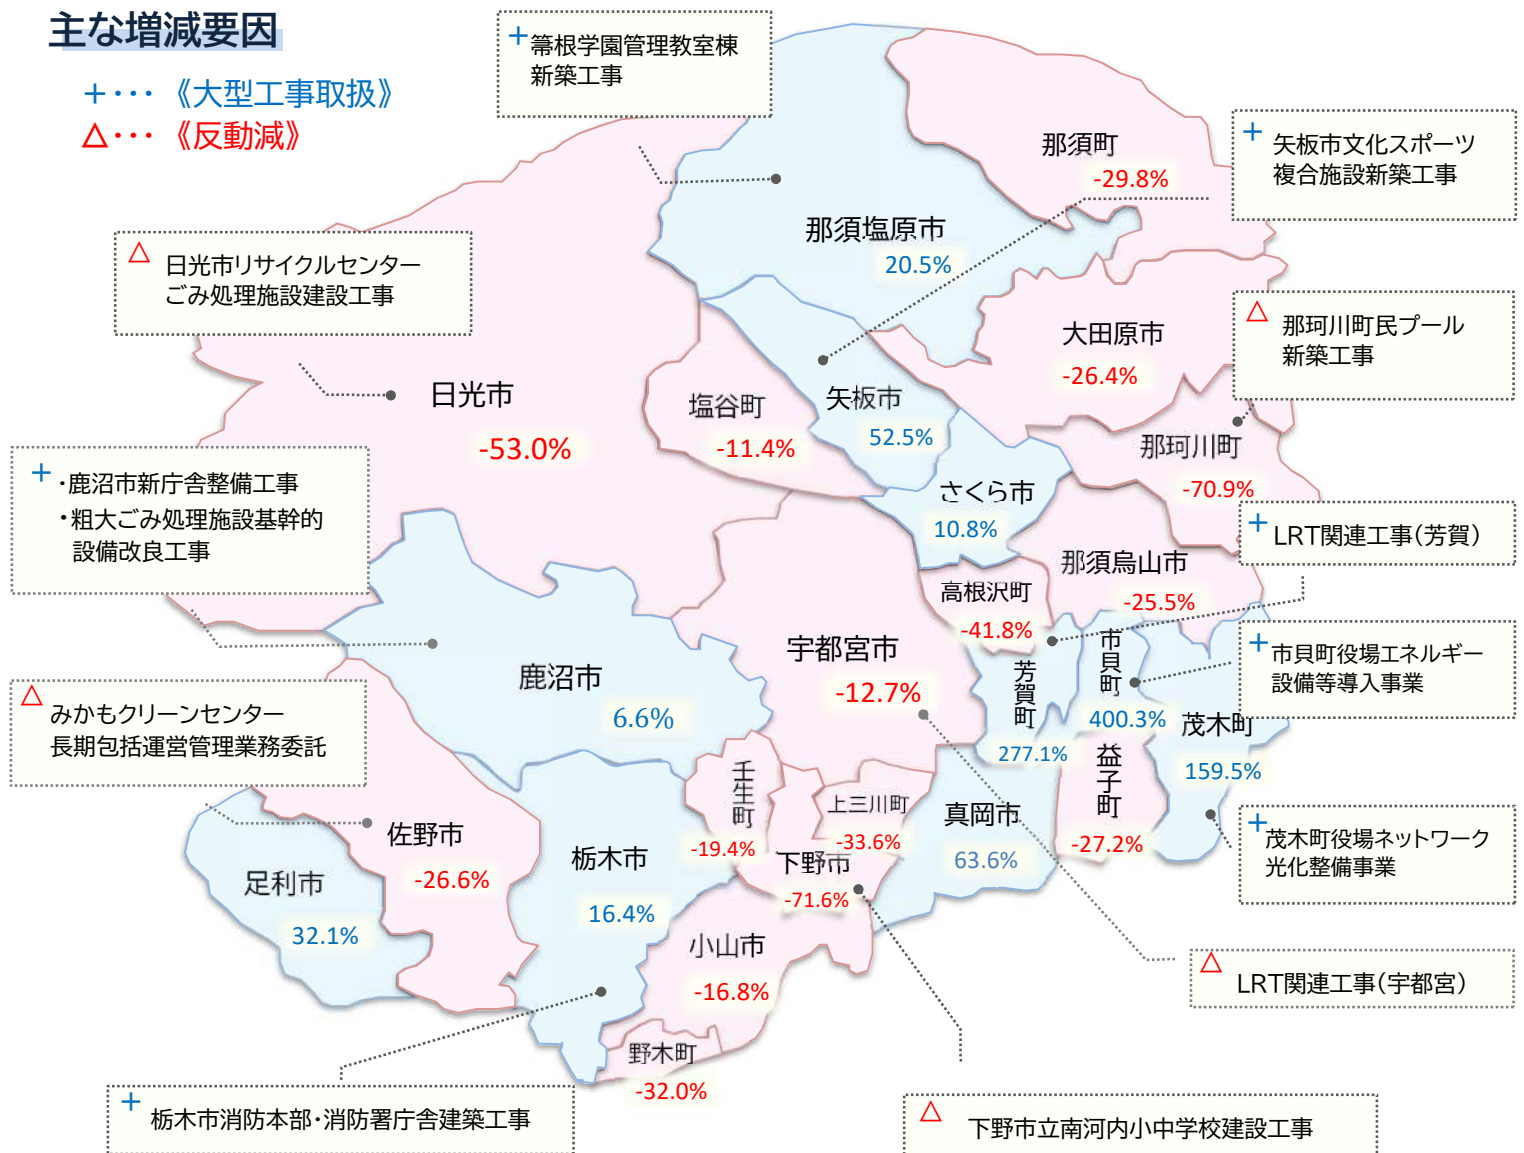 主な増減要因
＋・・・《大型工事取扱》
△・・・《反動減》
＋ 箒根学園管理教室棟
新築工事
＋ 矢板市文化スポーツ
複合施設新築工事
△ 日光市リサイクルセンター
ごみ処理施設建設工事
△ 那珂川町民プール
新築工事
＋ ・鹿沼市新庁舎整備工事
・粗大ごみ処理施設基幹的
設備改良工事
＋ LRT関連工事(芳賀)
＋ 市貝町役場エネルギー
設備等導入事業
△ みかもクリーンセンター
長期包括運営管理業務委託
＋ 茂木町役場ネットワーク
光化整備事業
△ LRT関連工事(宇都宮)
＋ 栃木市消防本部・消防署庁舎建築工事
△ 下野市立南河内小中学校建設工事
那須町
-29.8%
那須塩原市
20.5%
大田原市
-26.4%
日光市
-53.0%
塩谷町
-11.4%
矢板市
52.5%
那珂川町
-70.9%
さくら市
10.8%
那須烏山市
-25.5%
高根沢町
-41.8%
宇都宮市
-12.7%
鹿沼市
6.6%
芳賀町
277.1%
市貝町
400.3%
茂木町
159.5%
益子町
-27.2%
真岡市
63.6%
上三川町
-33.6%
壬生町
-19.4%
下野市
-71.6%
栃木市
16.4%
佐野市
-26.6%
足利市
32.1%
小山市
-16.8%
野木町
-32.0%